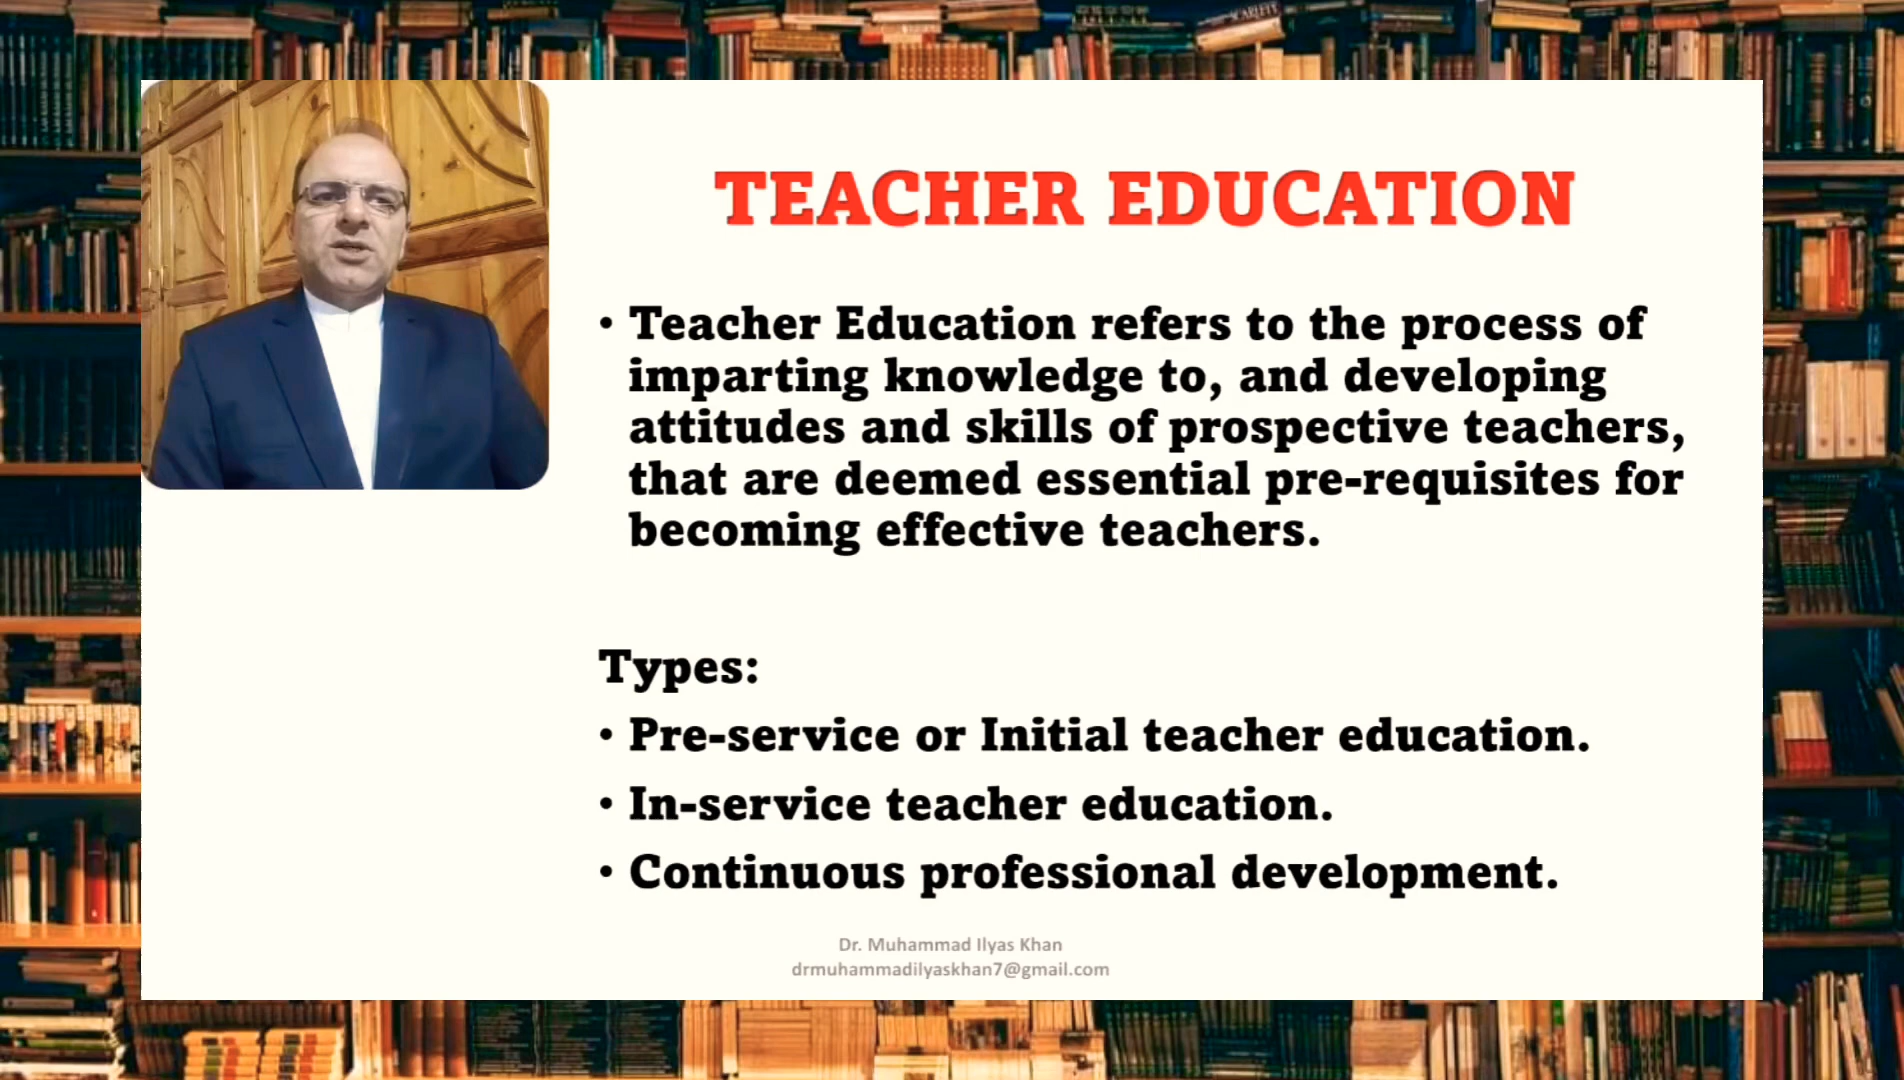 TEACHER EDUCATION
• Teacher Education refers to the process of
imparting knowledge to, and developing
attitudes and skills of prospective teachers,
that are deemed essential pre-requisites for
becoming effective teachers.
Types:
• Pre-service or Initial teacher education.
• In-service teacher education.
• Continuous professional development.
Dr. Muhammad Ilyas Khan
drmuhammadilyaskhan7@gmail.com